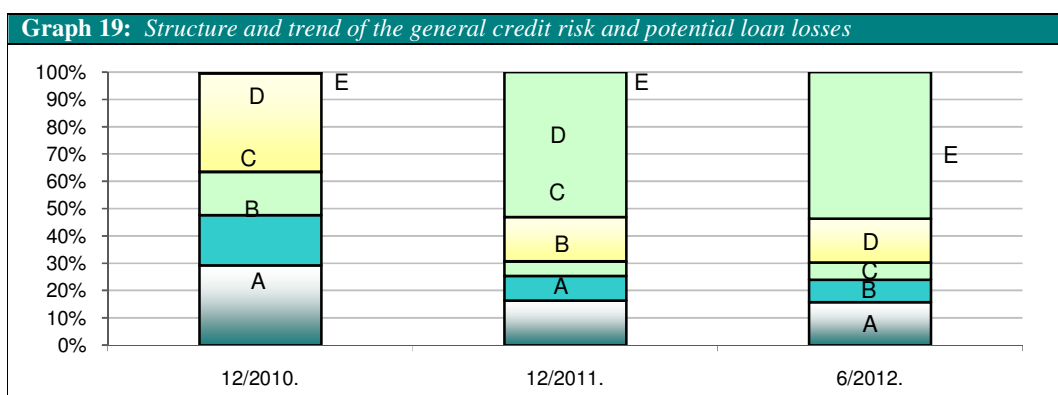 Graph 19: Structure and trend of the general credit risk and potential loan losses
100%
90%
80%
70%
60%
50%
40%
30%
20%
10%
0%
D
C
B
A
E
D
C
B
A
E
E
D
C
B
A
12/2010.
12/2011.
6/2012.